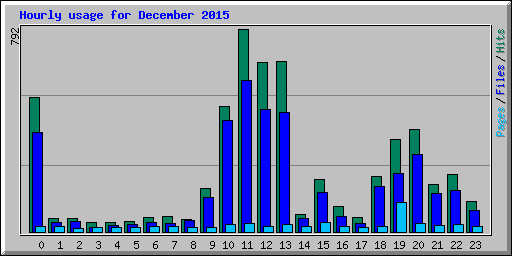 Hourly usage for December 2015
792
Pages / Files / Hits
0 1 2 3 4 5 6 7 8 9 10 11 12 13 14 15 16 17 18 19 20 21 22 23